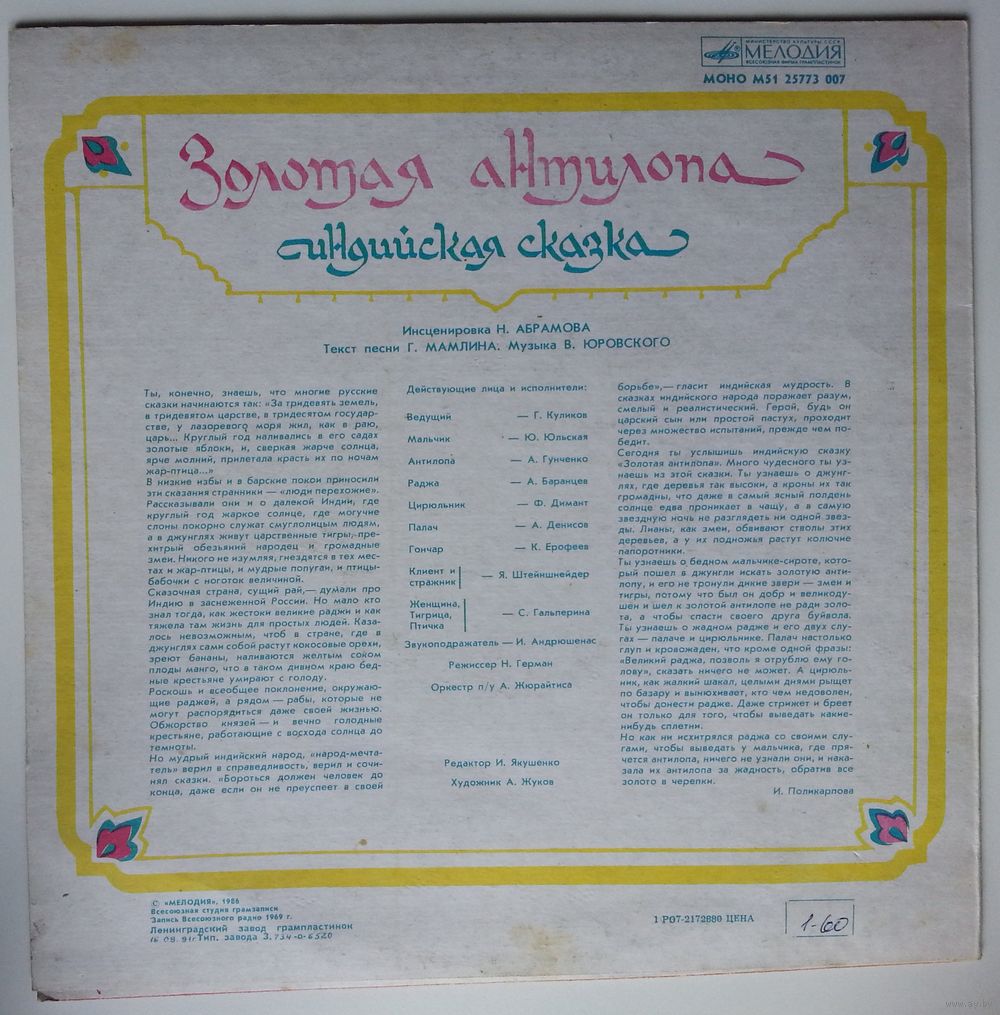 МИНИСТЕРСТВО КУЛЬТУРЫ СССР
МЕЛОДИЯ
ВСЕСОЮЗНАЯ ФИРМА ГРАМПЛАСТИНОК
МОНО М51 25773 007
Золотая антилопа
индийская сказка
Инсценировка Н. АБРАМОВА
Текст песни Г. МАМЛИНА. Музыка В. ЮРОВСКОГО
Ты, конечно, знаешь, что многие русские
сказки начинаются так: «За тридевять земель,
в тридевятом царстве, в тридесятом государ-
стве, у лазоревого моря жил, как в раю,
царь... Круглый год наливались в его садах
золотые яблоки, и, сверкая жарче солнца,
ярче молний, прилетала красть их по ночам
жар-птица...»
В низкие избы и в барские покои приносили
эти сказания странники — «люди перехожие».
Рассказывали они и о далекой Индии, где
круглый год жаркое солнце, где могучие
слоны покорно служат смуглолицым людям,
а в джунглях живут царственные тигры, пре-
хитрый обезьяний народец и громадные
змеи. Никого не изумляя, гнездятся в тех мес-
тах и жар-птицы, и мудрые попугаи, и птицы-
бабочки с ноготок величиной.
Сказочная страна, сущий рай,— думали про
Индию в заснеженной России. Но мало кто
знал тогда, как жестоки великие раджи и как
тяжела там жизнь для простых людей. Каза-
лось невозможным, чтоб в стране, где в
джунглях сами собой растут кокосовые орехи,
зреют бананы, наливаются желтым соком
плоды манго, что в таком дивном краю бед-
ные крестьяне умирают с голоду.
Роскошь и всеобщее поклонение, окружаю-
щие раджей, а рядом — рабы, которые не
могут распорядиться даже своей жизнью.
Обжорство князей — и вечно голодные
крестьяне, работающие с восхода солнца до
темноты.
Но мудрый индийский народ, «народ-мечта-
тель» верил в справедливость, верил и сочи-
нял сказки. «Бороться должен человек до
конца, даже если он не преуспеет в своей
Действующие лица и исполнители:
Ведущий — Г. Куликов
Мальчик — Ю. Юльская
Антилопа — А. Гунченко
Раджа — А. Баранцев
Цирюльник — Ф. Димант
Палач — А. Денисов
Гончар — К. Ерофеев
Клиент и
стражник — Я. Штейншнейдер
Женщина,
Тигрица, — С. Гальперина
Птичка
Звукоподражатель — И. Андрюшенас
Режиссер Н. Герман
Оркестр п/у А. Жюрайтиса
Редактор И. Якушенко
Художник А. Жуков
борьбе»,— гласит индийская мудрость. В
сказках индийского народа поражает разум,
смелый и реалистический. Герой, будь он
царский сын или простой пастух, проходит
через множество испытаний, прежде чем по-
бедит.
Сегодня ты услышишь индийскую сказку
«Золотая антилопа». Много чудесного ты уз-
наешь из этой сказки. Ты узнаешь о джунг-
лях, где деревья так высоки, а кроны их так
громадны, что даже в самый ясный полдень
солнце едва проникает в чащу, а в самую
звездную ночь не разглядеть ни одной звез-
ды. Лианы, как змеи, обвивают стволы этих
деревьев, а у их подножья растут колючие
папоротники.
Ты узнаешь о бедном мальчике-сироте, кото-
рый пошел в джунгли искать золотую анти-
лопу, и его не тронули дикие звери — змеи и
тигры, потому что был он добр и великоду-
шен и шел к золотой антилопе не ради золо-
та, а чтобы спасти своего друга буйвола.
Ты узнаешь о жадном радже и его двух слу-
гах — палаче и цирюльнике. Палач настолько
глуп и кровожаден, что кроме одной фразы:
«Великий раджа, позволь я отрублю ему го-
лову», сказать ничего не может. А цирюль-
ник, как жалкий шакал, целыми днями рыщет
по базару и вынюхивает, кто чем недоволен,
чтобы донести радже. Даже стрижет и бреет
он только для того, чтобы выведать какие-
нибудь сплетни.
Но как ни исхитрялся раджа со своими слу-
гами, чтобы выведать у мальчика, где пря-
чется антилопа, ничего не узнали они, и нака-
зала их антилопа за жадность, обратив все
золото в черепки.
И. Поликарпова
© «МЕЛОДИЯ», 1986
Всесоюзная студия грамзаписи
Запись Всесоюзного радио 1969 г.
Ленинградский завод грампластинок
16 09. 91г. Тип. завода З. 734-0-6520
1 Р07-2172880 ЦЕНА
1-60
www.ay.by